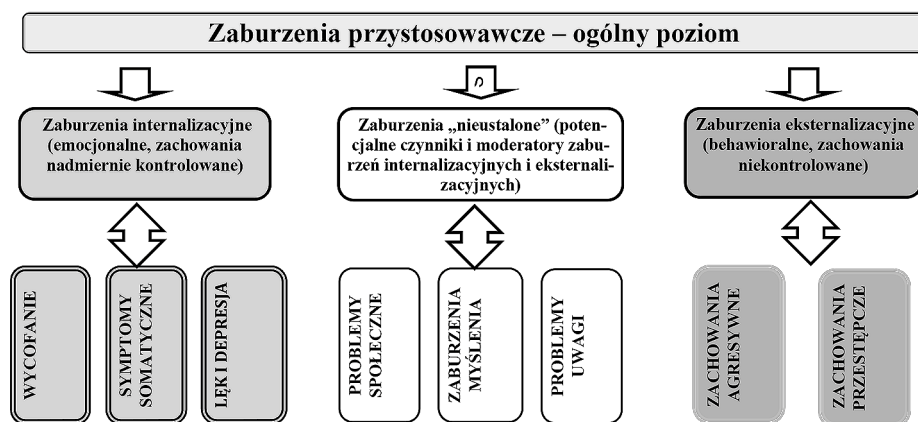 Zaburzenia przystosowawcze – ogólny poziom
Zaburzenia internalizacyjne
(emocjonalne, zachowania
nadmiernie kontrolowane)
Zaburzenia „nieustalone” (poten-
cjalne czynniki i moderatory zabu-
rzeń internalizacyjnych i eksternali-
zacyjnych)
Zaburzenia eksternalizacyjne
(behawioralne, zachowania
niekontrolowane)
WYCOFANIE
SYMPTOMY
SOMATYCZNE
LĘK I DEPRESJA
PROBLEMY
SPOŁECZNE
ZABURZENIA
MYŚLENIA
PROBLEMY
UWAGI
ZACHOWANIA
AGRESYWNE
ZACHOWANIA
PRZESTĘPCZE